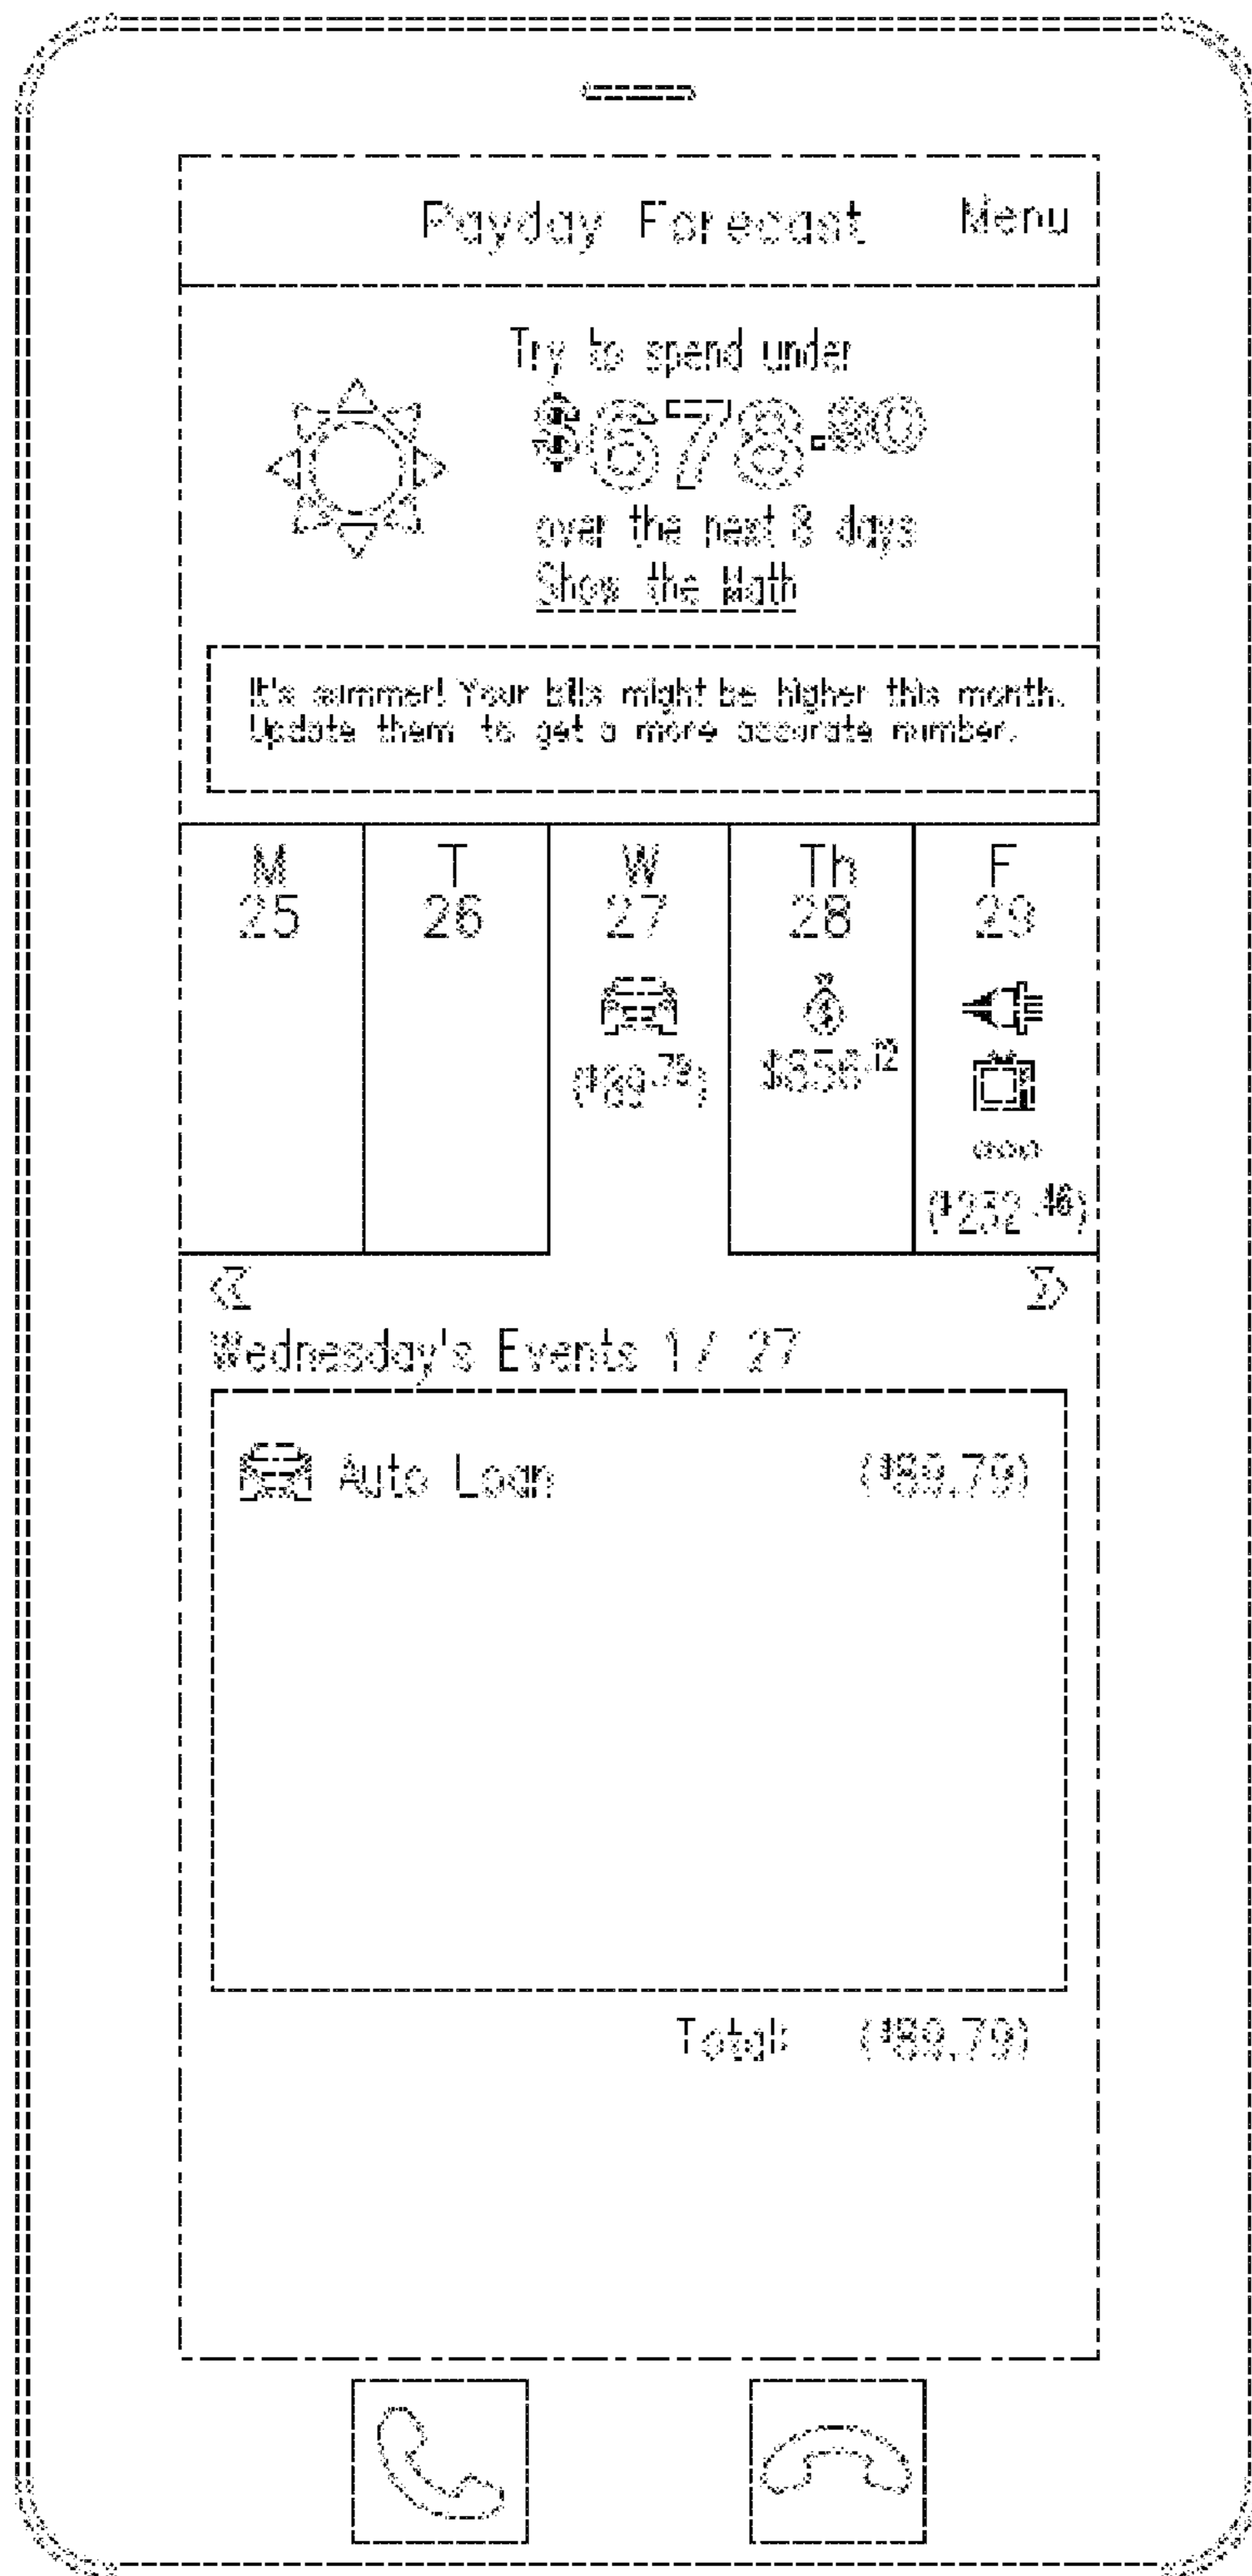 Payday Forecast Menu
Try to spend under
$678.90
over the next 8 days
Show the Math
It's summer! Your bills might be higher this month.
Update them to get a more accurate number.
M T W Th F
25 26 27 28 29
($89.79) $856.12
($232.46)
Wednesday's Events 1 / 27
Auto Loan ($89.79)
Total: ($89.79)